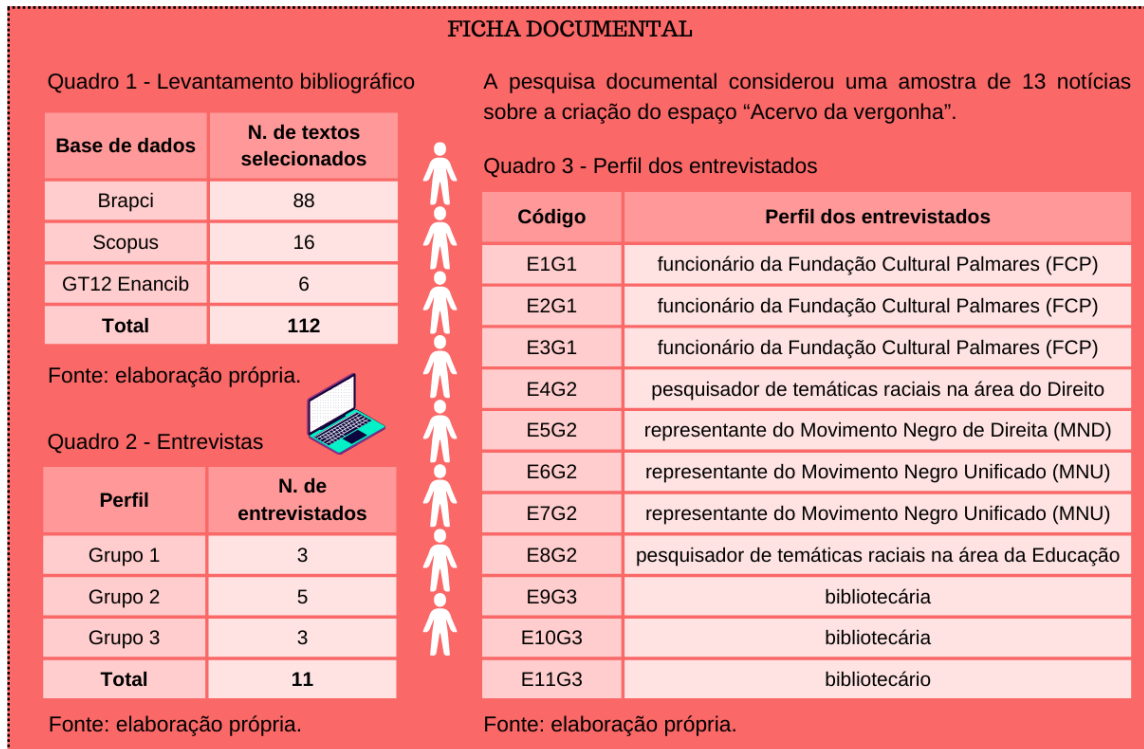 FICHA DOCUMENTAL
Quadro 1 - Levantamento bibliográfico
Base de dados N. de textos selecionados
Brapci 88
Scopus 16
GT12 Enancib 6
Total 112
Fonte: elaboração própria.
Quadro 2 - Entrevistas
Perfil N. de entrevistados
Grupo 1 3
Grupo 2 5
Grupo 3 3
Total 11
Fonte: elaboração própria.
A pesquisa documental considerou uma amostra de 13 notícias
sobre a criação do espaço “Acervo da vergonha”.
Quadro 3 - Perfil dos entrevistados
Código Perfil dos entrevistados
E1G1 funcionário da Fundação Cultural Palmares (FCP)
E2G1 funcionário da Fundação Cultural Palmares (FCP)
E3G1 funcionário da Fundação Cultural Palmares (FCP)
E4G2 pesquisador de temáticas raciais na área do Direito
E5G2 representante do Movimento Negro de Direita (MND)
E6G2 representante do Movimento Negro Unificado (MNU)
E7G2 representante do Movimento Negro Unificado (MNU)
E8G2 pesquisador de temáticas raciais na área da Educação
E9G3 bibliotecária
E10G3 bibliotecária
E11G3 bibliotecário
Fonte: elaboração própria.